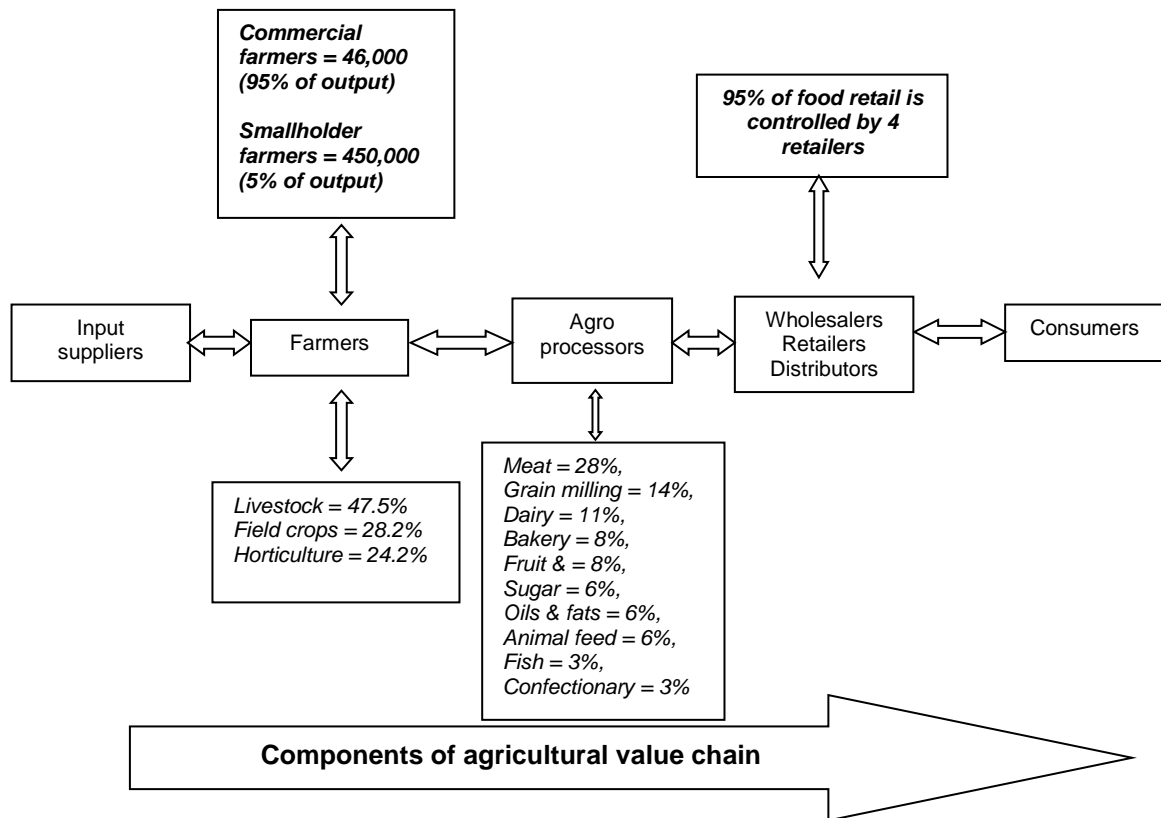 Commercial
farmers = 46,000
(95% of output)
Smallholder
farmers = 450,000
(5% of output)
95% of food retail is
controlled by 4
retailers
Input
suppliers
Farmers
Agro
processors
Wholesalers
Retailers
Distributors
Consumers
Livestock = 47.5%
Field crops = 28.2%
Horticulture = 24.2%
Meat = 28%,
Grain milling = 14%,
Dairy = 11%,
Bakery = 8%,
Fruit & = 8%,
Sugar = 6%,
Oils & fats = 6%,
Animal feed = 6%,
Fish = 3%,
Confectionary = 3%
Components of agricultural value chain